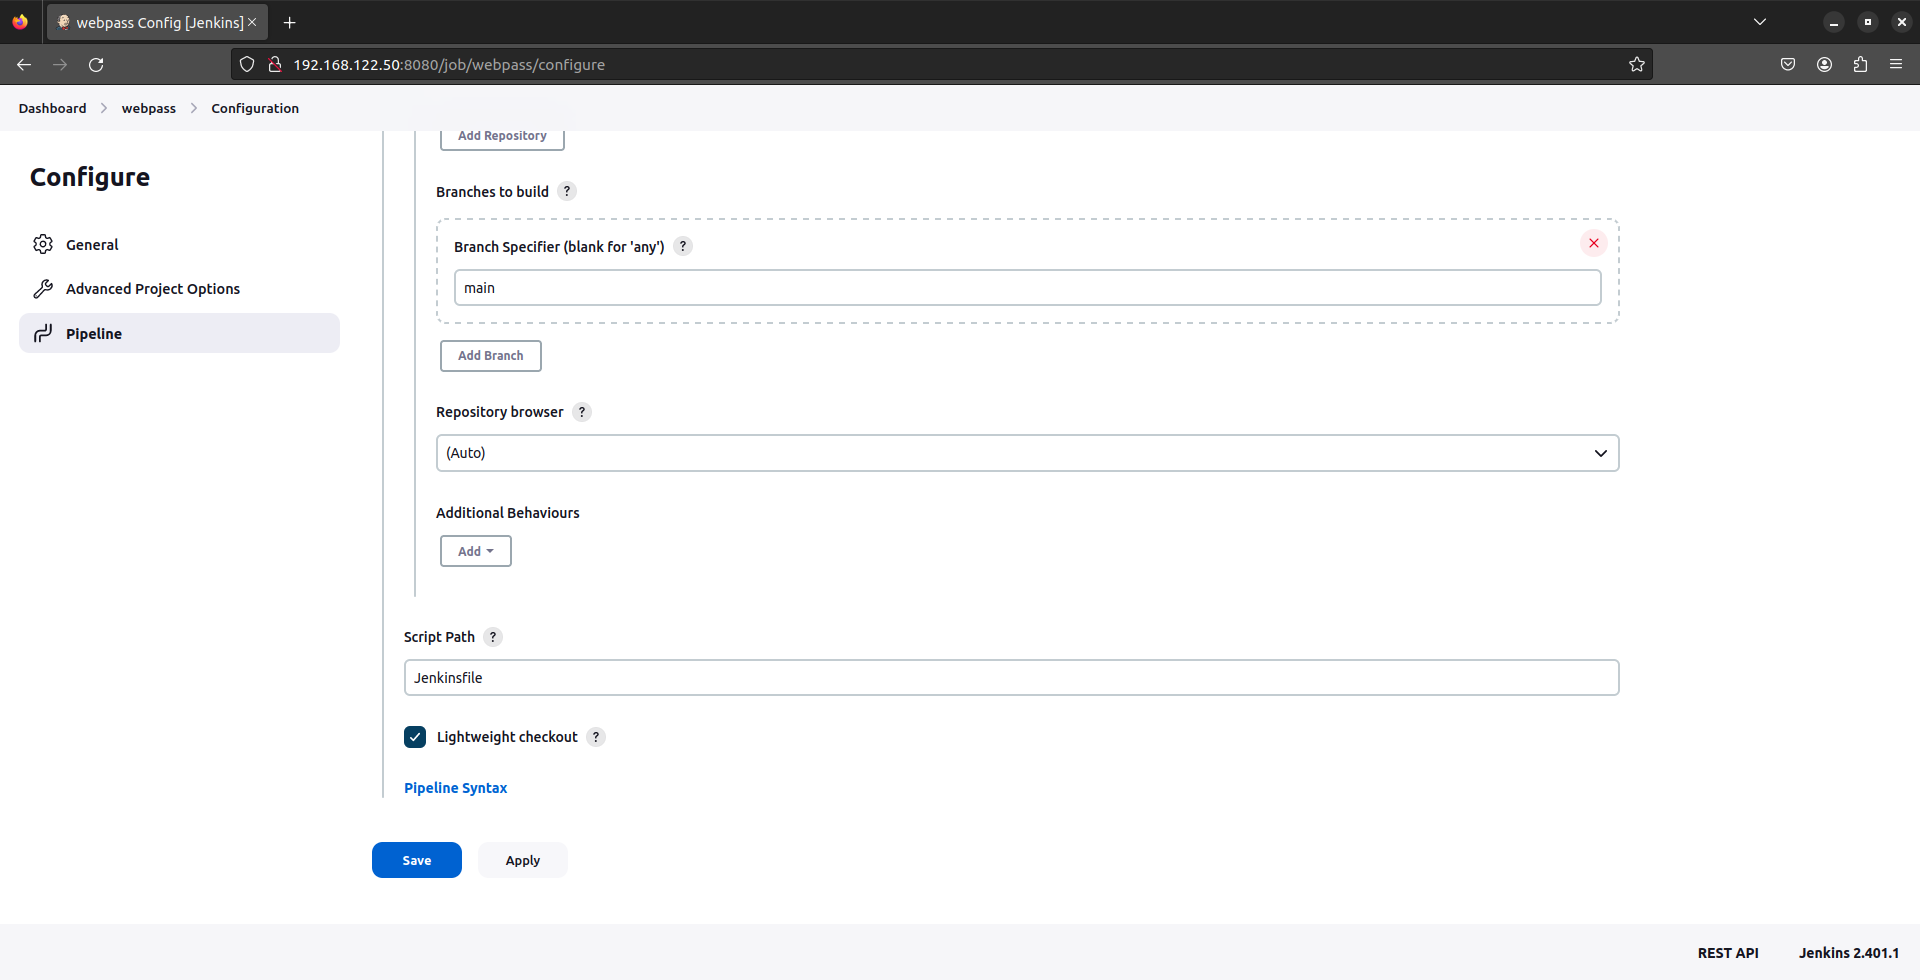 webpass Config [Jenkins]
192.168.122.50:8080/job/webpass/configure
Dashboard webpass Configuration
Configure
General
Advanced Project Options
Pipeline
Add Repository
Branches to build ?
Branch Specifier (blank for 'any') ?
main
Add Branch
Repository browser ?
(Auto)
Additional Behaviours
Add
Script Path ?
Jenkinsfile
Lightweight checkout ?
Pipeline Syntax
Save Apply
REST API Jenkins 2.401.1